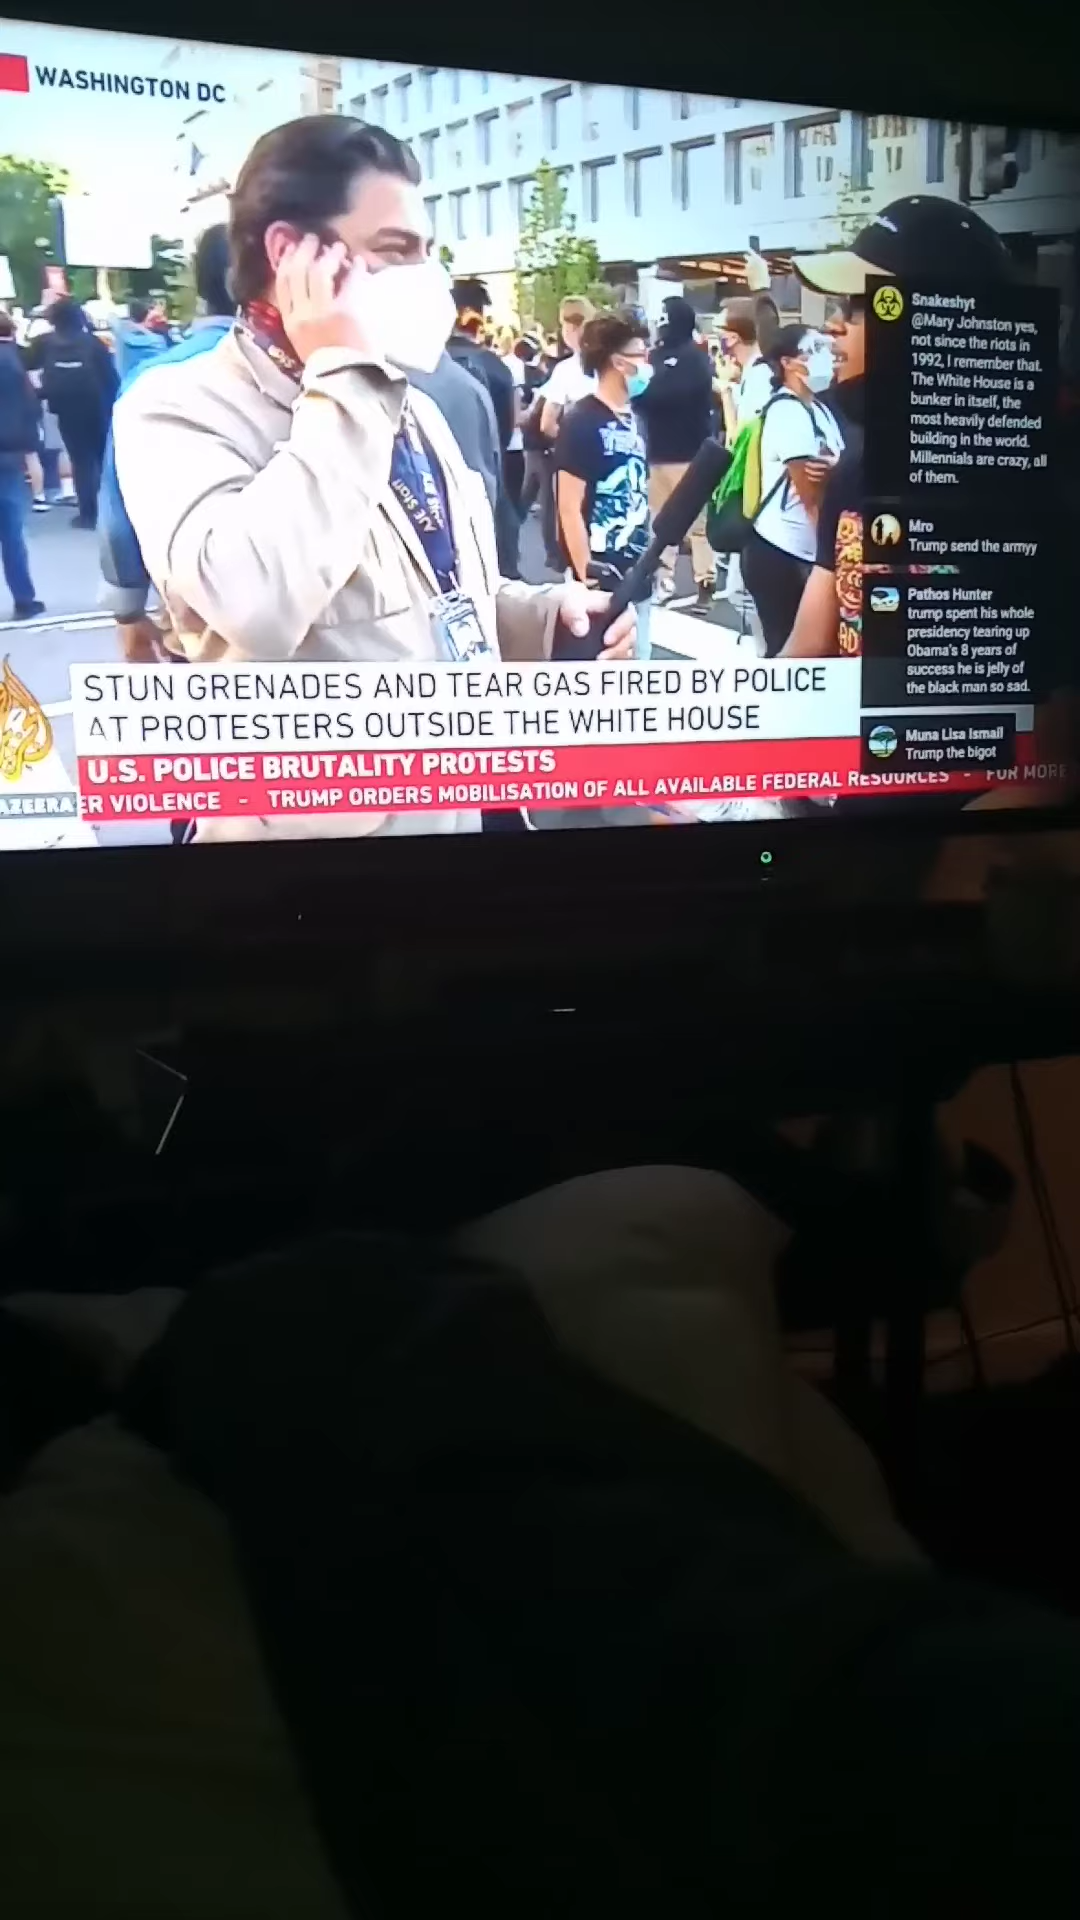 WASHINGTON DC
Snakeshyt
@Mary Johnston yes,
not since the riots in
1992, I remember that.
The White House is a
bunker in itself, the
most heavily defended
building in the world.
Millennials are crazy, all
of them.
Mro
Trump send the armyy
Pathos Hunter
trump spent his whole
presidency tearing up
Obama's 8 years of
success he is jelly of
the black man so sad.
Muna Lisa Ismail
Trump the bigot
AJE Staff
STUN GRENADES AND TEAR GAS FIRED BY POLICE
AT PROTESTERS OUTSIDE THE WHITE HOUSE
U.S. POLICE BRUTALITY PROTESTS
AZEERA
ER VIOLENCE - TRUMP ORDERS MOBILISATION OF ALL AVAILABLE FEDERAL RESOURCES - FOR MORE